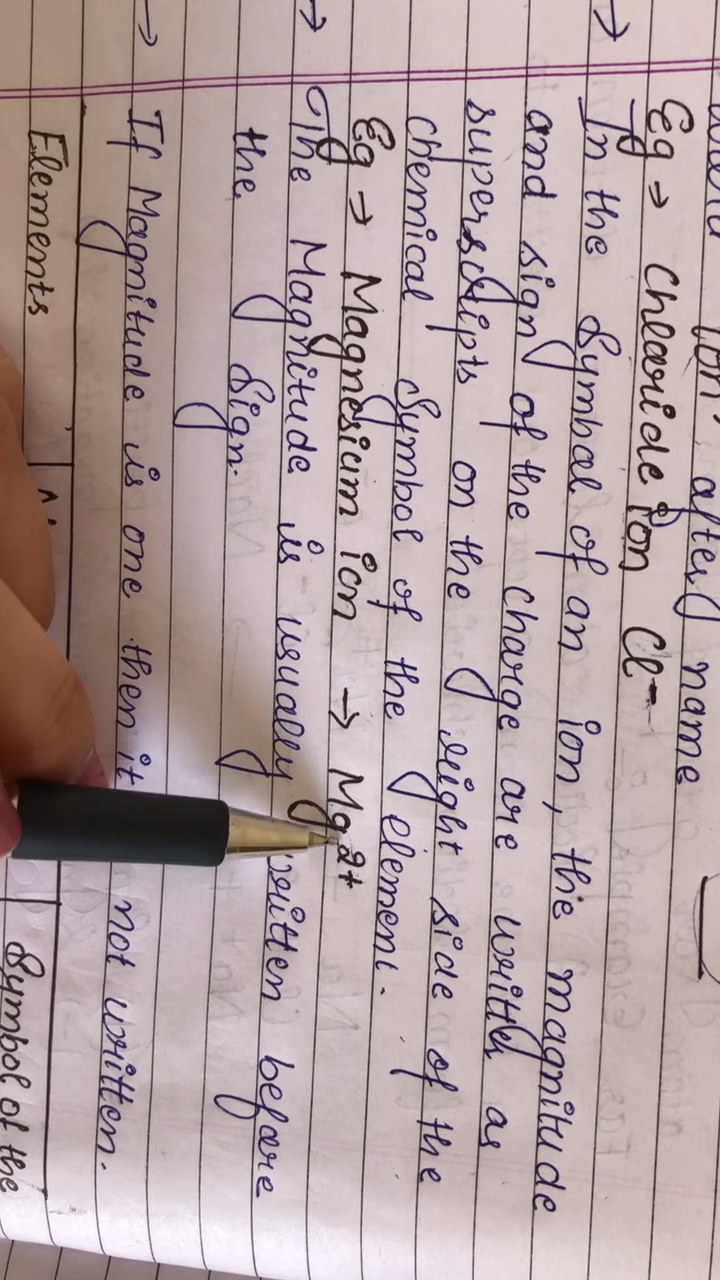 ion' after name
Eg → Chloride ion Cl⁻
→ In the Symbol of an ion, the magnitude
and sign of the charge are written as
superscripts on the right side of the
chemical Symbol of the element.
Eg → Magnesium ion → Mg²⁺
→ The Magnitude is usually written before
the Sign.
→ If Magnitude is one then it not written.
Elements
Symbol of the